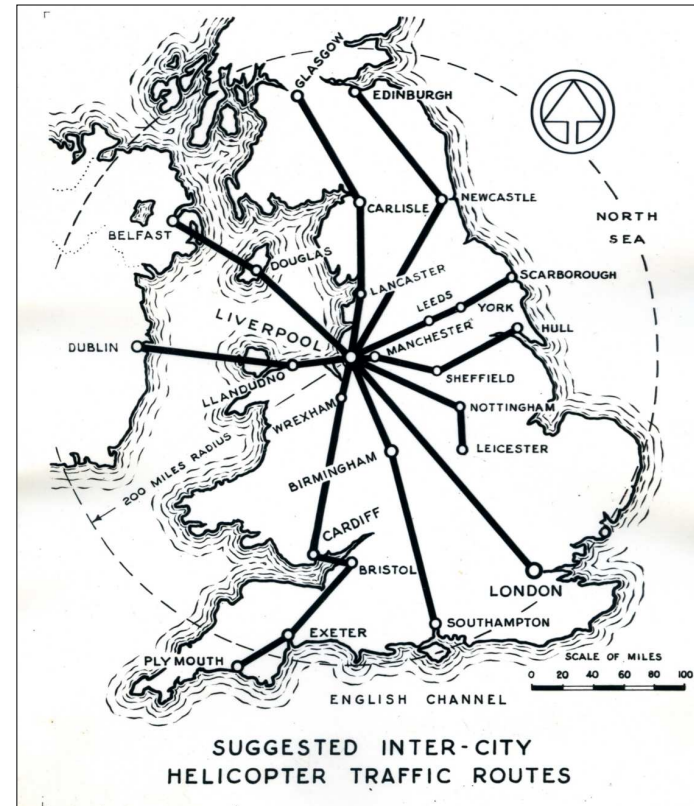 GLASGOW
EDINBURGH
CARLISLE
NEWCASTLE
NORTH
SEA
BELFAST
DOUGLAS
LANCASTER
SCARBOROUGH
LEEDS
YORK
LIVERPOOL
HULL
DUBLIN
MANCHESTER
SHEFFIELD
LLANDUDNO
WREXHAM
NOTTINGHAM
LEICESTER
200 MILES RADIUS
BIRMINGHAM
CARDIFF
BRISTOL
LONDON
SOUTHAMPTON
EXETER
PLYMOUTH
SCALE OF MILES
0 20 40 60 80 100
ENGLISH CHANNEL
SUGGESTED INTER-CITY
HELICOPTER TRAFFIC ROUTES